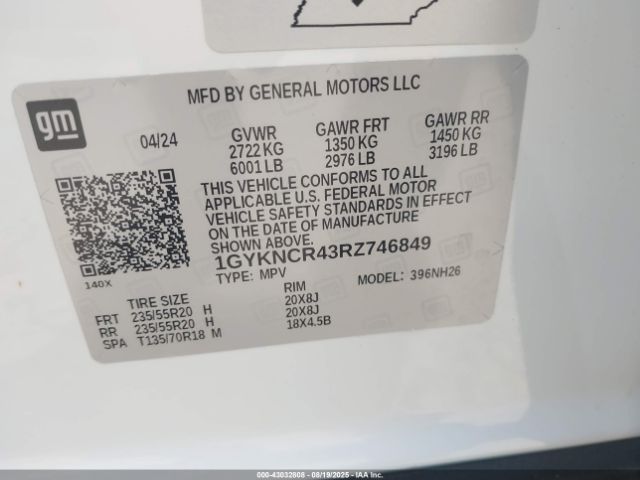 MFD BY GENERAL MOTORS LLC
gm
04/24 GVWR GAWR FRT GAWR RR
2722 KG 1350 KG 1450 KG
6001 LB 2976 LB 3196 LB
THIS VEHICLE CONFORMS TO ALL
APPLICABLE U.S. FEDERAL MOTOR
VEHICLE SAFETY STANDARDS IN EFFECT
ON THE DATE OF MANUFACTURE
SHOWN ABOVE.
1GYKNCR43RZ746849
140X TYPE: MPV MODEL: 396NH26
TIRE SIZE RIM
FRT 235/55R20 H 20X8J
RR 235/55R20 H 20X8J
SPA T135/70R18 M 18X4.5B
000-43032808 - 08/19/2025 - IAAI.ca